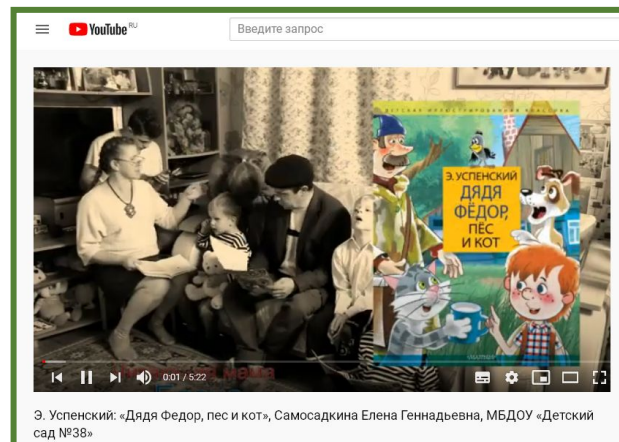 YouTube RU
Введите запрос
ДЕТСКАЯ ИЛЛЮСТРИРОВАННАЯ КЛАССИКА
Э. УСПЕНСКИЙ
ДЯДЯ
ФЁДОР,
ПЁС
И КОТ
0:01 / 5:22
Э. Успенский: «Дядя Федор, пес и кот», Самосадкина Елена Геннадьевна, МБДОУ «Детский
сад №38»